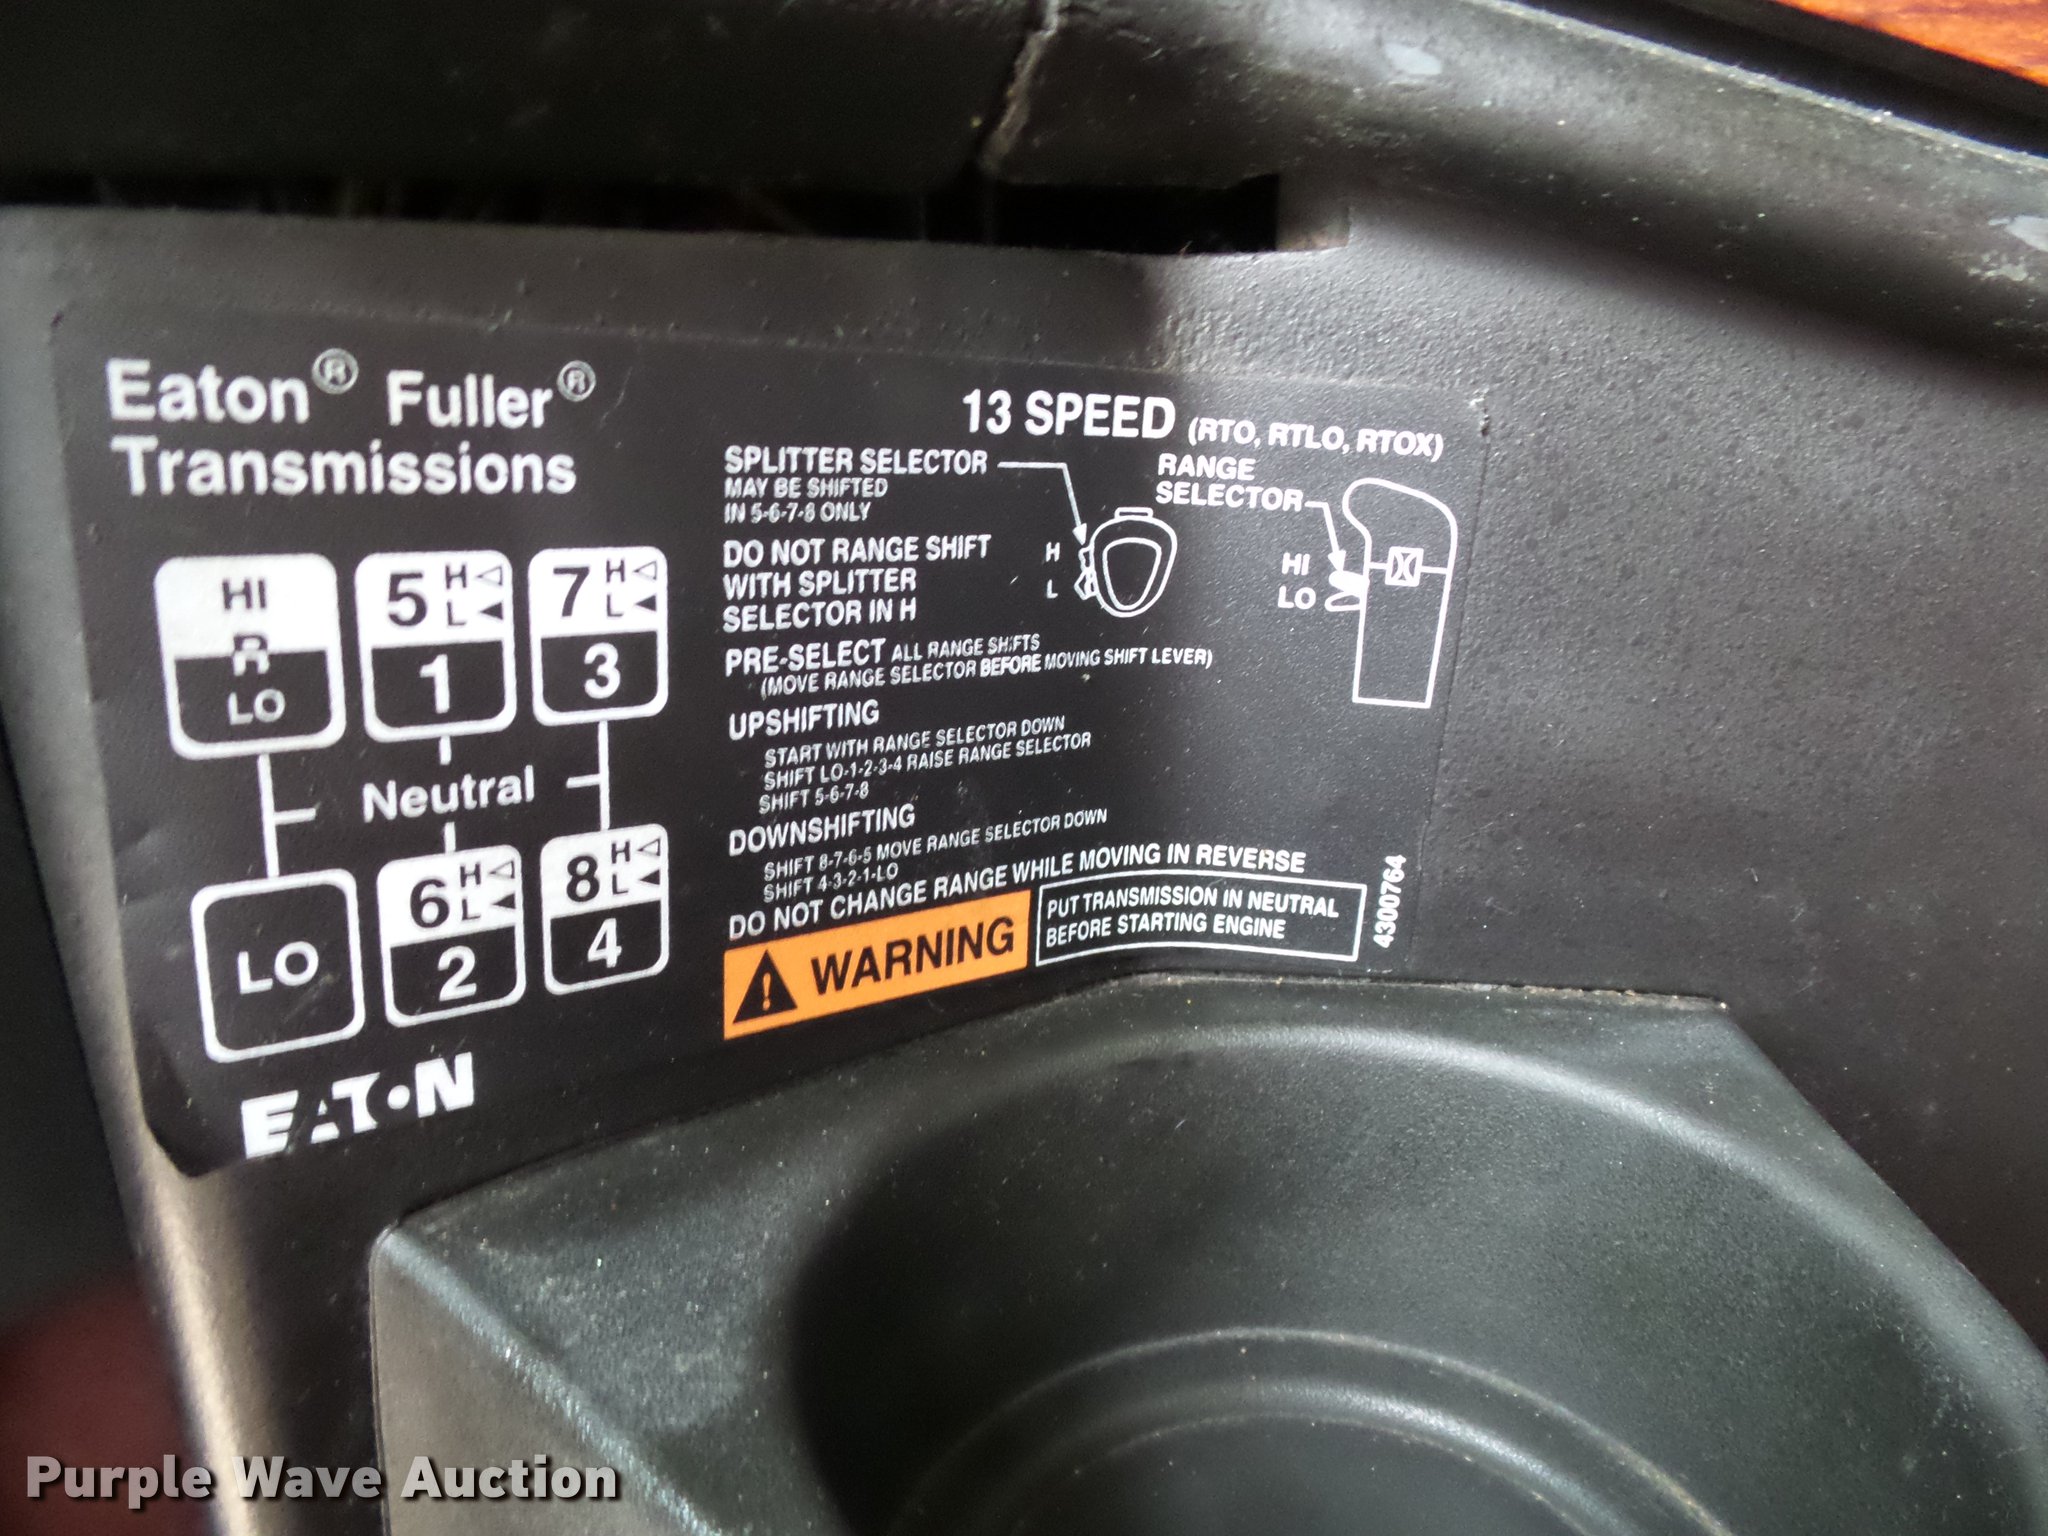 Eaton® Fuller®
Transmissions
HI
R
LO
5 H L
1
7 H L
3
Neutral
LO
6 H L
2
8 H L
4
EATON
13 SPEED (RTO, RTLO, RTOX)
SPLITTER SELECTOR
MAY BE SHIFTED
IN 5-6-7-8 ONLY
H
L
RANGE
SELECTOR
HI
LO
DO NOT RANGE SHIFT
WITH SPLITTER
SELECTOR IN H
PRE-SELECT ALL RANGE SHIFTS
(MOVE RANGE SELECTOR BEFORE MOVING SHIFT LEVER)
UPSHIFTING
START WITH RANGE SELECTOR DOWN
SHIFT LO-1-2-3-4 RAISE RANGE SELECTOR
SHIFT 5-6-7-8
DOWNSHIFTING
SHIFT 8-7-6-5 MOVE RANGE SELECTOR DOWN
SHIFT 4-3-2-1-LO
DO NOT CHANGE RANGE WHILE MOVING IN REVERSE
WARNING
PUT TRANSMISSION IN NEUTRAL
BEFORE STARTING ENGINE
4300764
Purple Wave Auction